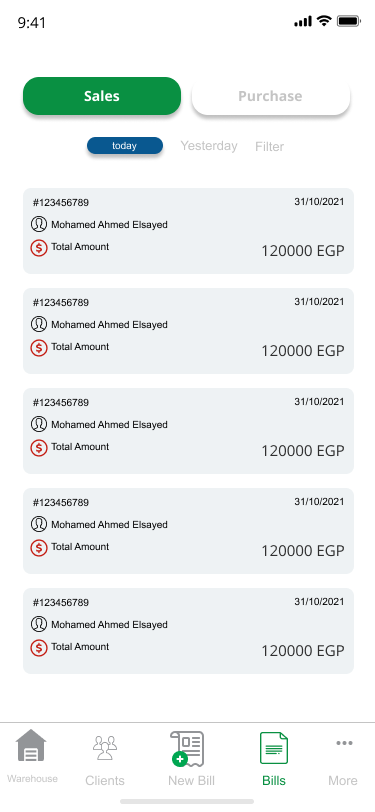 9:41
Sales Purchase
today Yesterday Filter
#123456789 31/10/2021
Mohamed Ahmed Elsayed
Total Amount 120000 EGP
#123456789 31/10/2021
Mohamed Ahmed Elsayed
Total Amount 120000 EGP
#123456789 31/10/2021
Mohamed Ahmed Elsayed
Total Amount 120000 EGP
#123456789 31/10/2021
Mohamed Ahmed Elsayed
Total Amount 120000 EGP
#123456789 31/10/2021
Mohamed Ahmed Elsayed
Total Amount 120000 EGP
Warehouse Clients New Bill Bills More